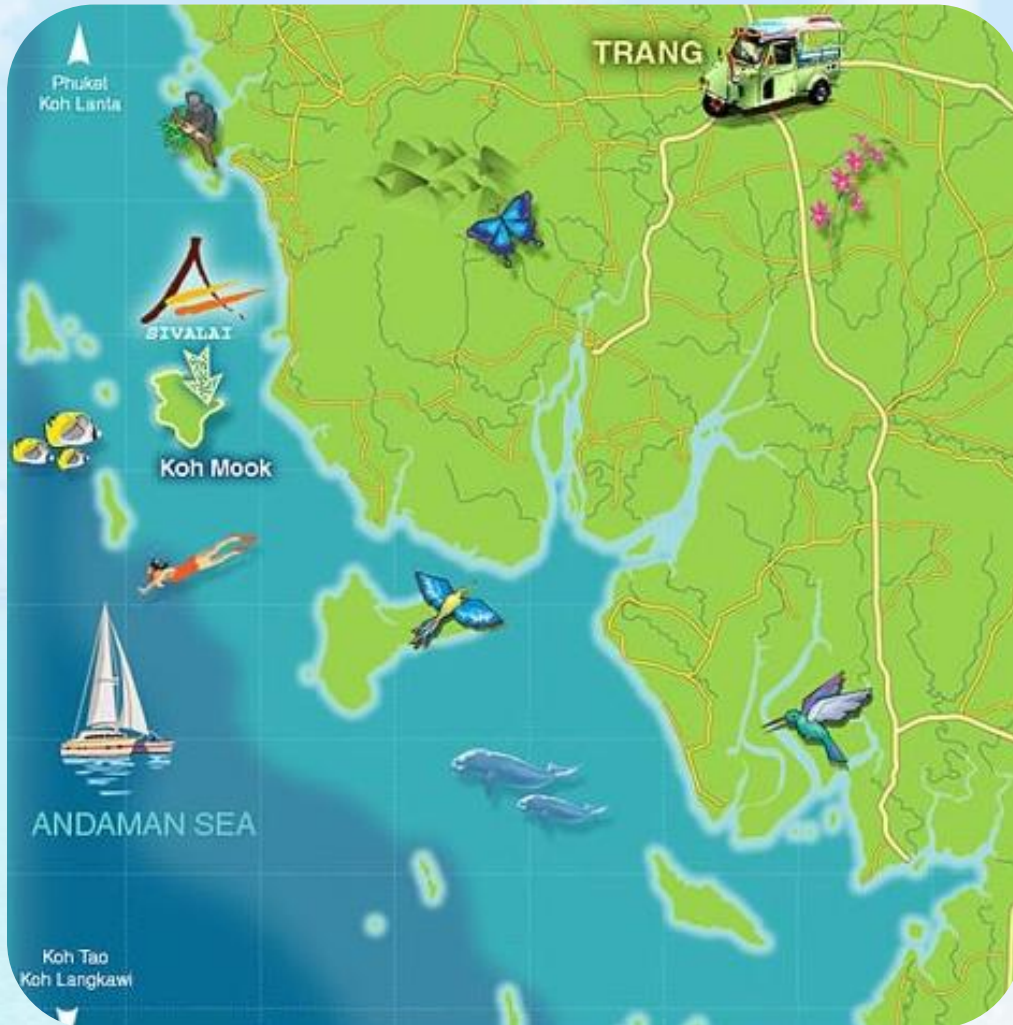 TRANG
Phuket
Koh Lanta
SIVALAI
Koh Mook
ANDAMAN SEA
Koh Tao
Koh Langkawi